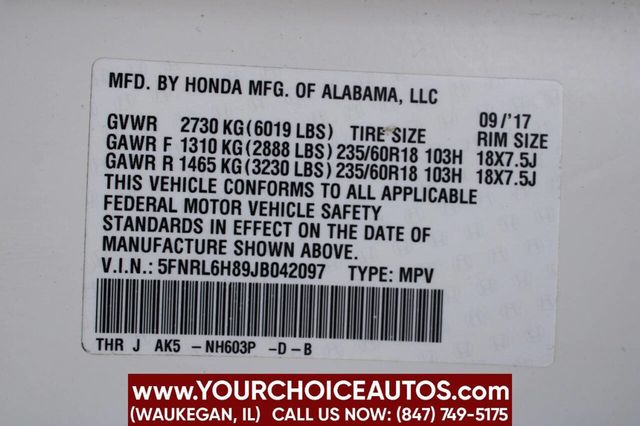 MFD. BY HONDA MFG. OF ALABAMA, LLC
09/'17
GVWR 2730 KG(6019 LBS) TIRE SIZE RIM SIZE
GAWR F 1310 KG(2888 LBS)235/60R18 103H 18X7.5J
GAWR R 1465 KG(3230 LBS)235/60R18 103H 18X7.5J
THIS VEHICLE CONFORMS TO ALL APPLICABLE
FEDERAL MOTOR VEHICLE SAFETY
STANDARDS IN EFFECT ON THE DATE OF
MANUFACTURE SHOWN ABOVE.
V.I.N.: 5FNRL6H89JB042097 TYPE: MPV
THR J AK5 -NH603P -D-B
www.YOURCHOICEAUTOS.com
(WAUKEGAN, IL) CALL US NOW: (847) 749-5175